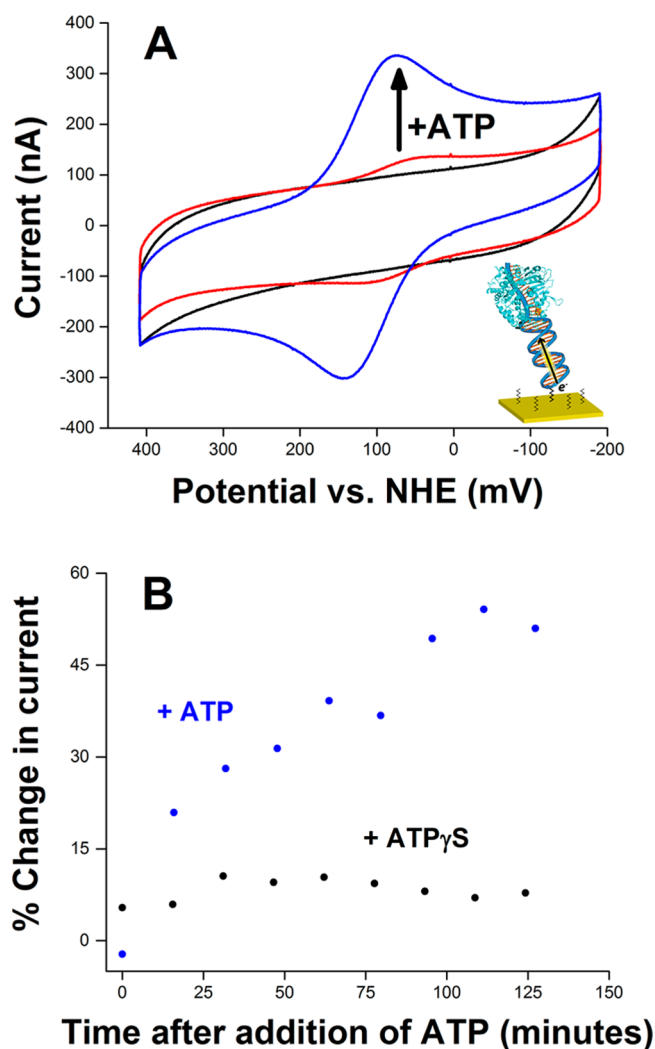 A
400
300
200
100
0
-100
-200
-300
-400
Current (nA)
+ATP
e-
400
300
200
100
0
-100
-200
Potential vs. NHE (mV)
B
60
45
30
15
0
% Change in current
+ ATP
+ ATPγS
0
25
50
75
100
125
150
Time after addition of ATP (minutes)